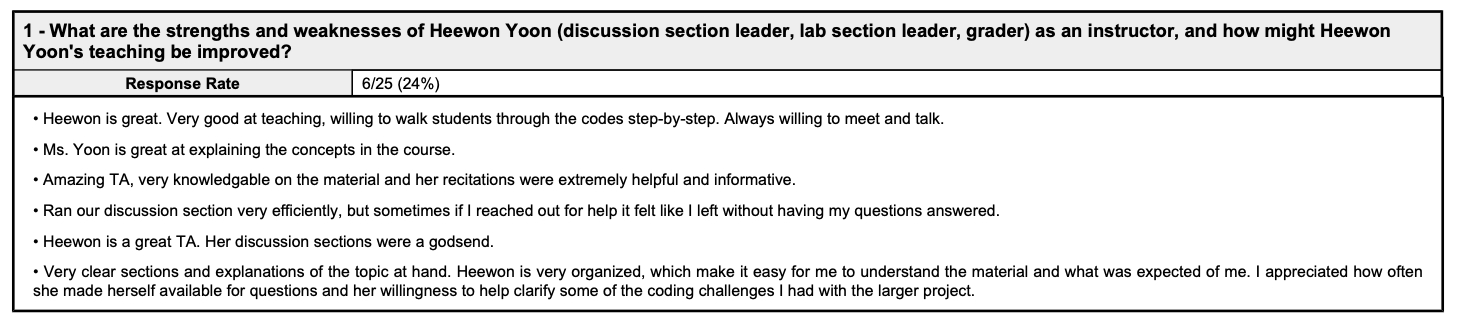 1 - What are the strengths and weaknesses of Heewon Yoon (discussion section leader, lab section leader, grader) as an instructor, and how might Heewon
Yoon's teaching be improved?
Response Rate 6/25 (24%)
• Heewon is great. Very good at teaching, willing to walk students through the codes step-by-step. Always willing to meet and talk.
• Ms. Yoon is great at explaining the concepts in the course.
• Amazing TA, very knowledgable on the material and her recitations were extremely helpful and informative.
• Ran our discussion section very efficiently, but sometimes if I reached out for help it felt like I left without having my questions answered.
• Heewon is a great TA. Her discussion sections were a godsend.
• Very clear sections and explanations of the topic at hand. Heewon is very organized, which make it easy for me to understand the material and what was expected of me. I appreciated how often
she made herself available for questions and her willingness to help clarify some of the coding challenges I had with the larger project.